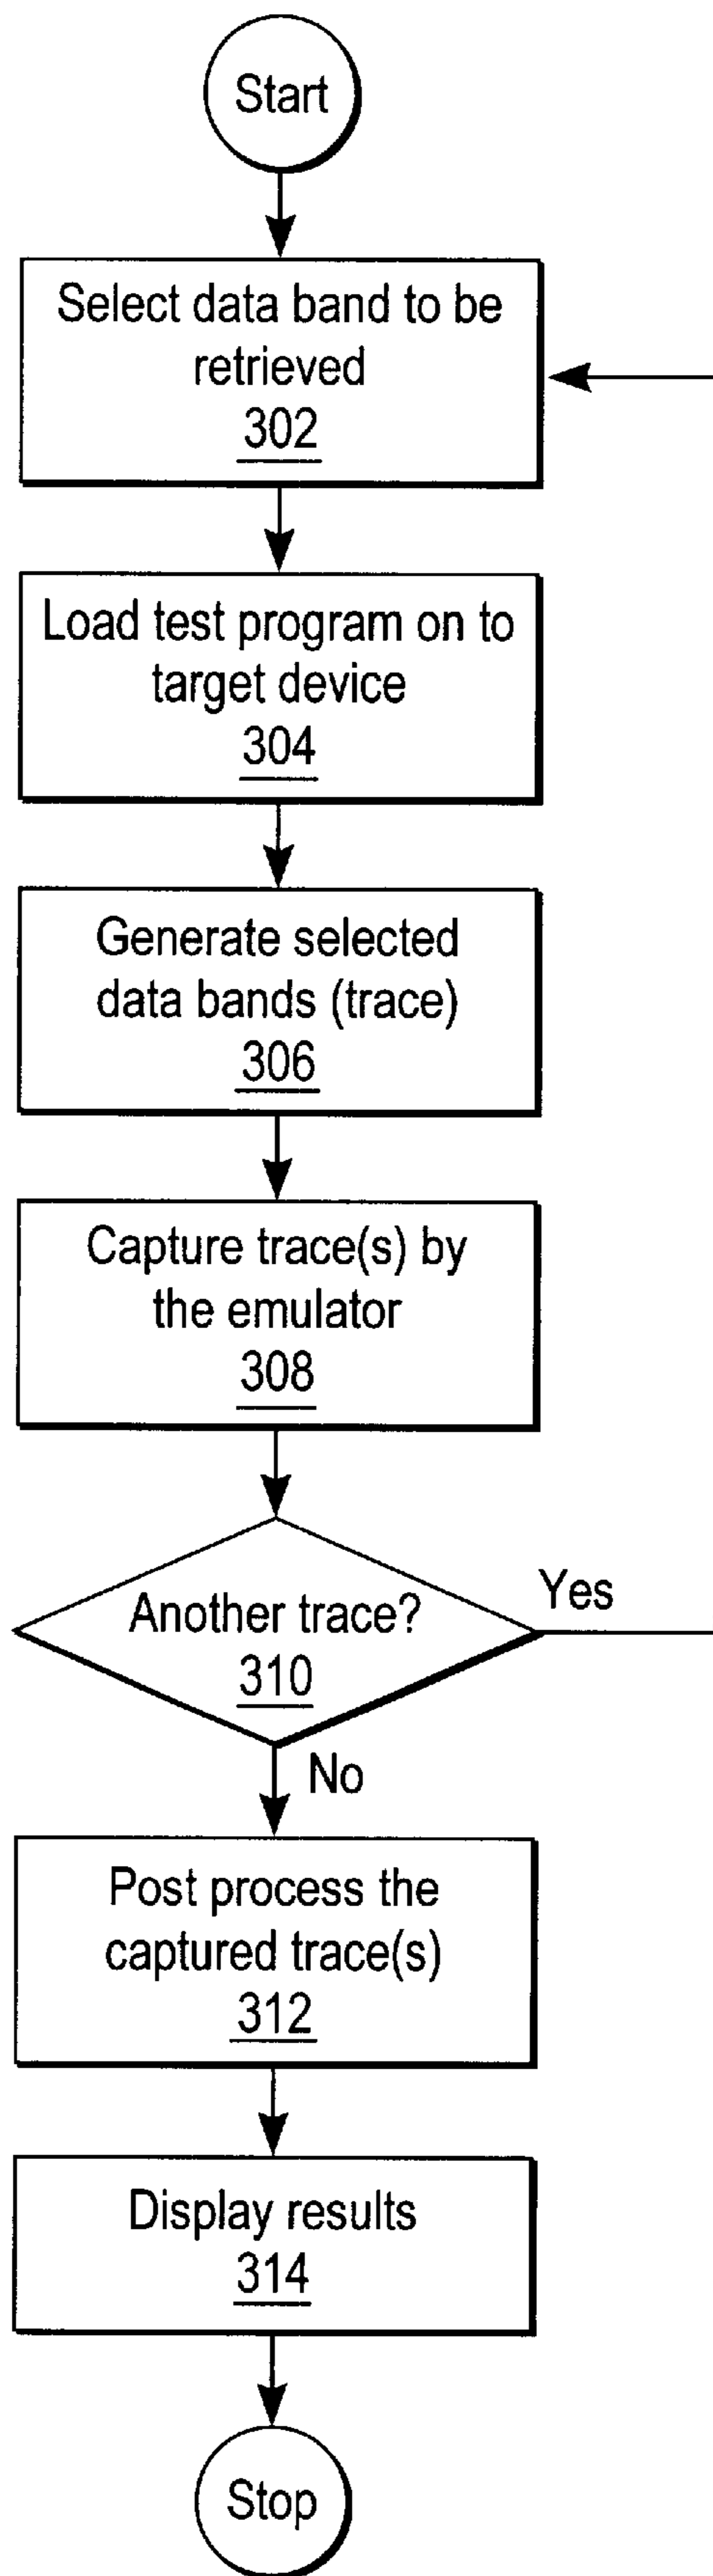 Start
Select data band to be
retrieved
302
Load test program on to
target device
304
Generate selected
data bands (trace)
306
Capture trace(s) by
the emulator
308
Another trace?
310
Yes
No
Post process the
captured trace(s)
312
Display results
314
Stop